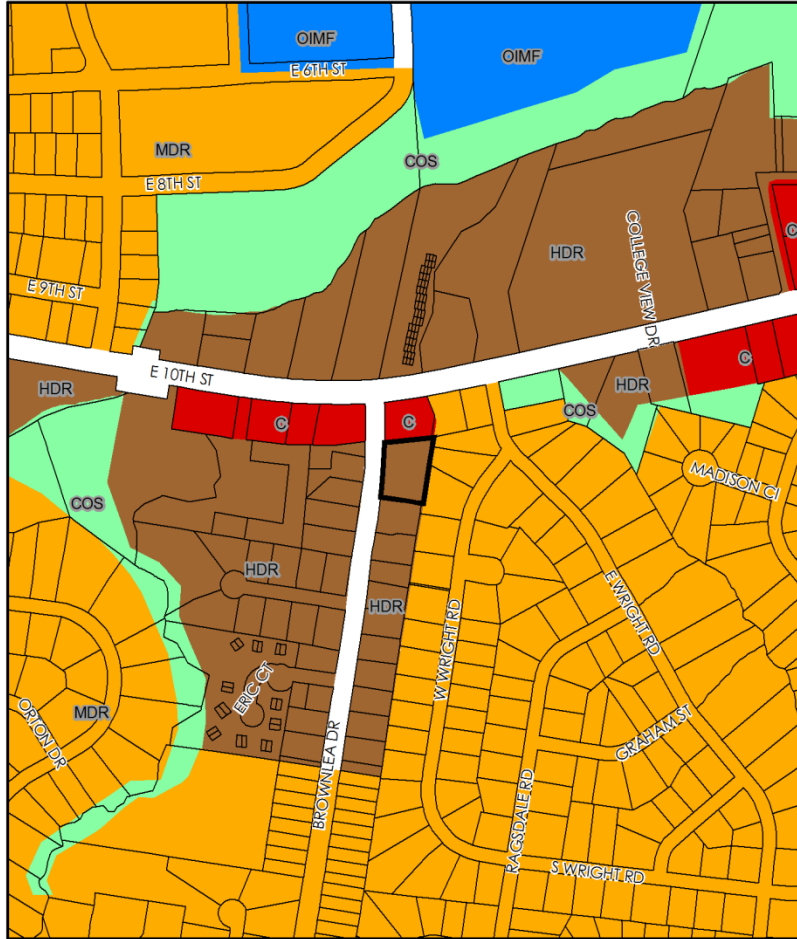 OIMF
E 6TH ST
OIMF
MDR
COS
E 8TH ST
COLLEGE VIEW DR
C
HDR
E 9TH ST
E 10TH ST
HDR
C
HDR
C
C
COS
MADISON CI
COS
HDR
HDR
E WRIGHT RD
W WRIGHT RD
ERIC CT
MDR
ORTON DR
GRAHAM ST
BROWNLEA DR
RAGSDALE RD
S WRIGHT RD